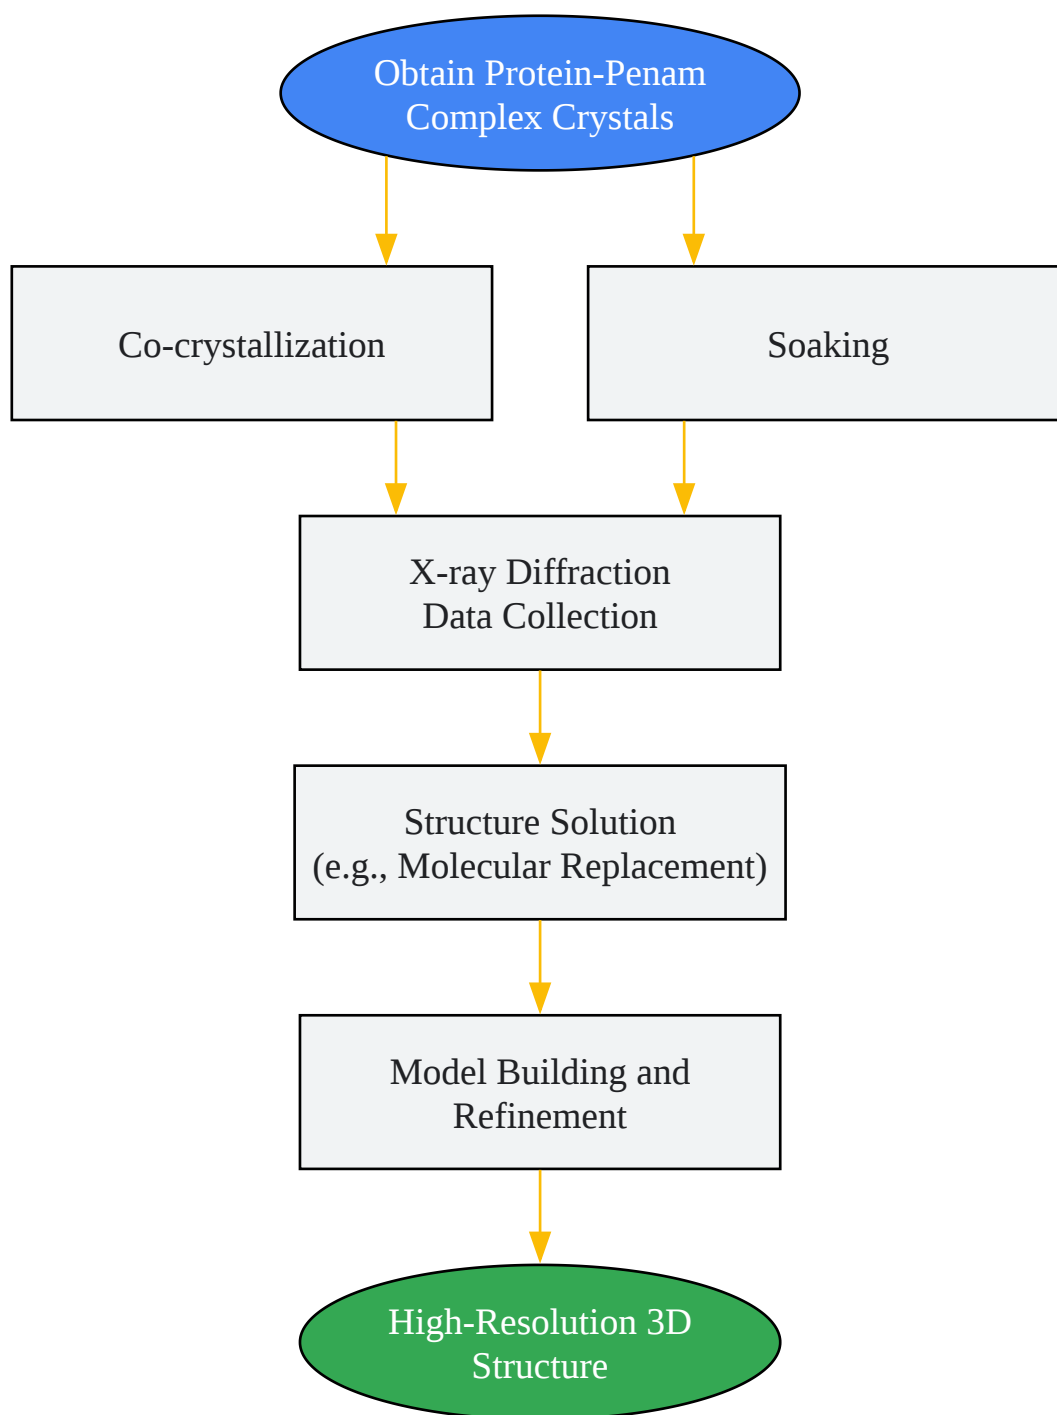 Obtain Protein-Penam
Complex Crystals
Co-crystallization
Soaking
X-ray Diffraction
Data Collection
Structure Solution
(e.g., Molecular Replacement)
Model Building and
Refinement
High-Resolution 3D
Structure